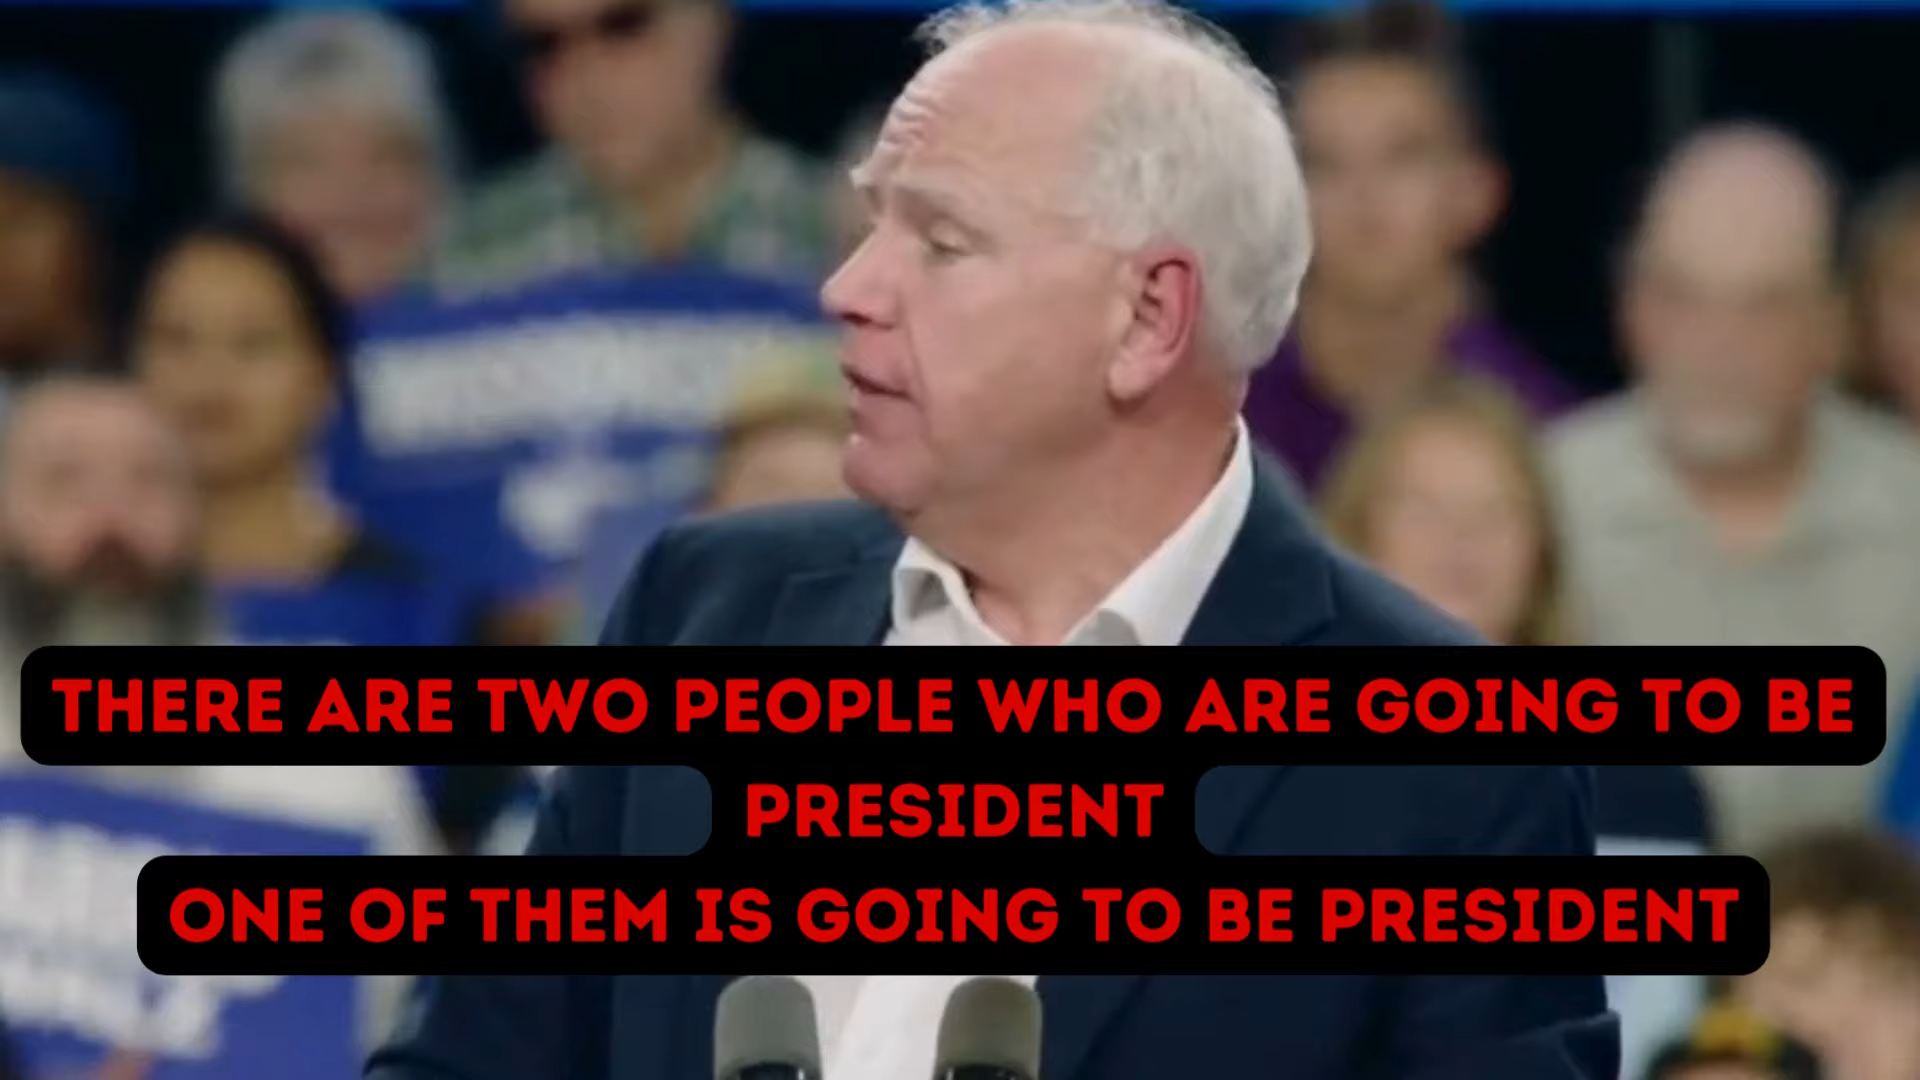 THERE ARE TWO PEOPLE WHO ARE GOING TO BE
PRESIDENT
ONE OF THEM IS GOING TO BE PRESIDENT